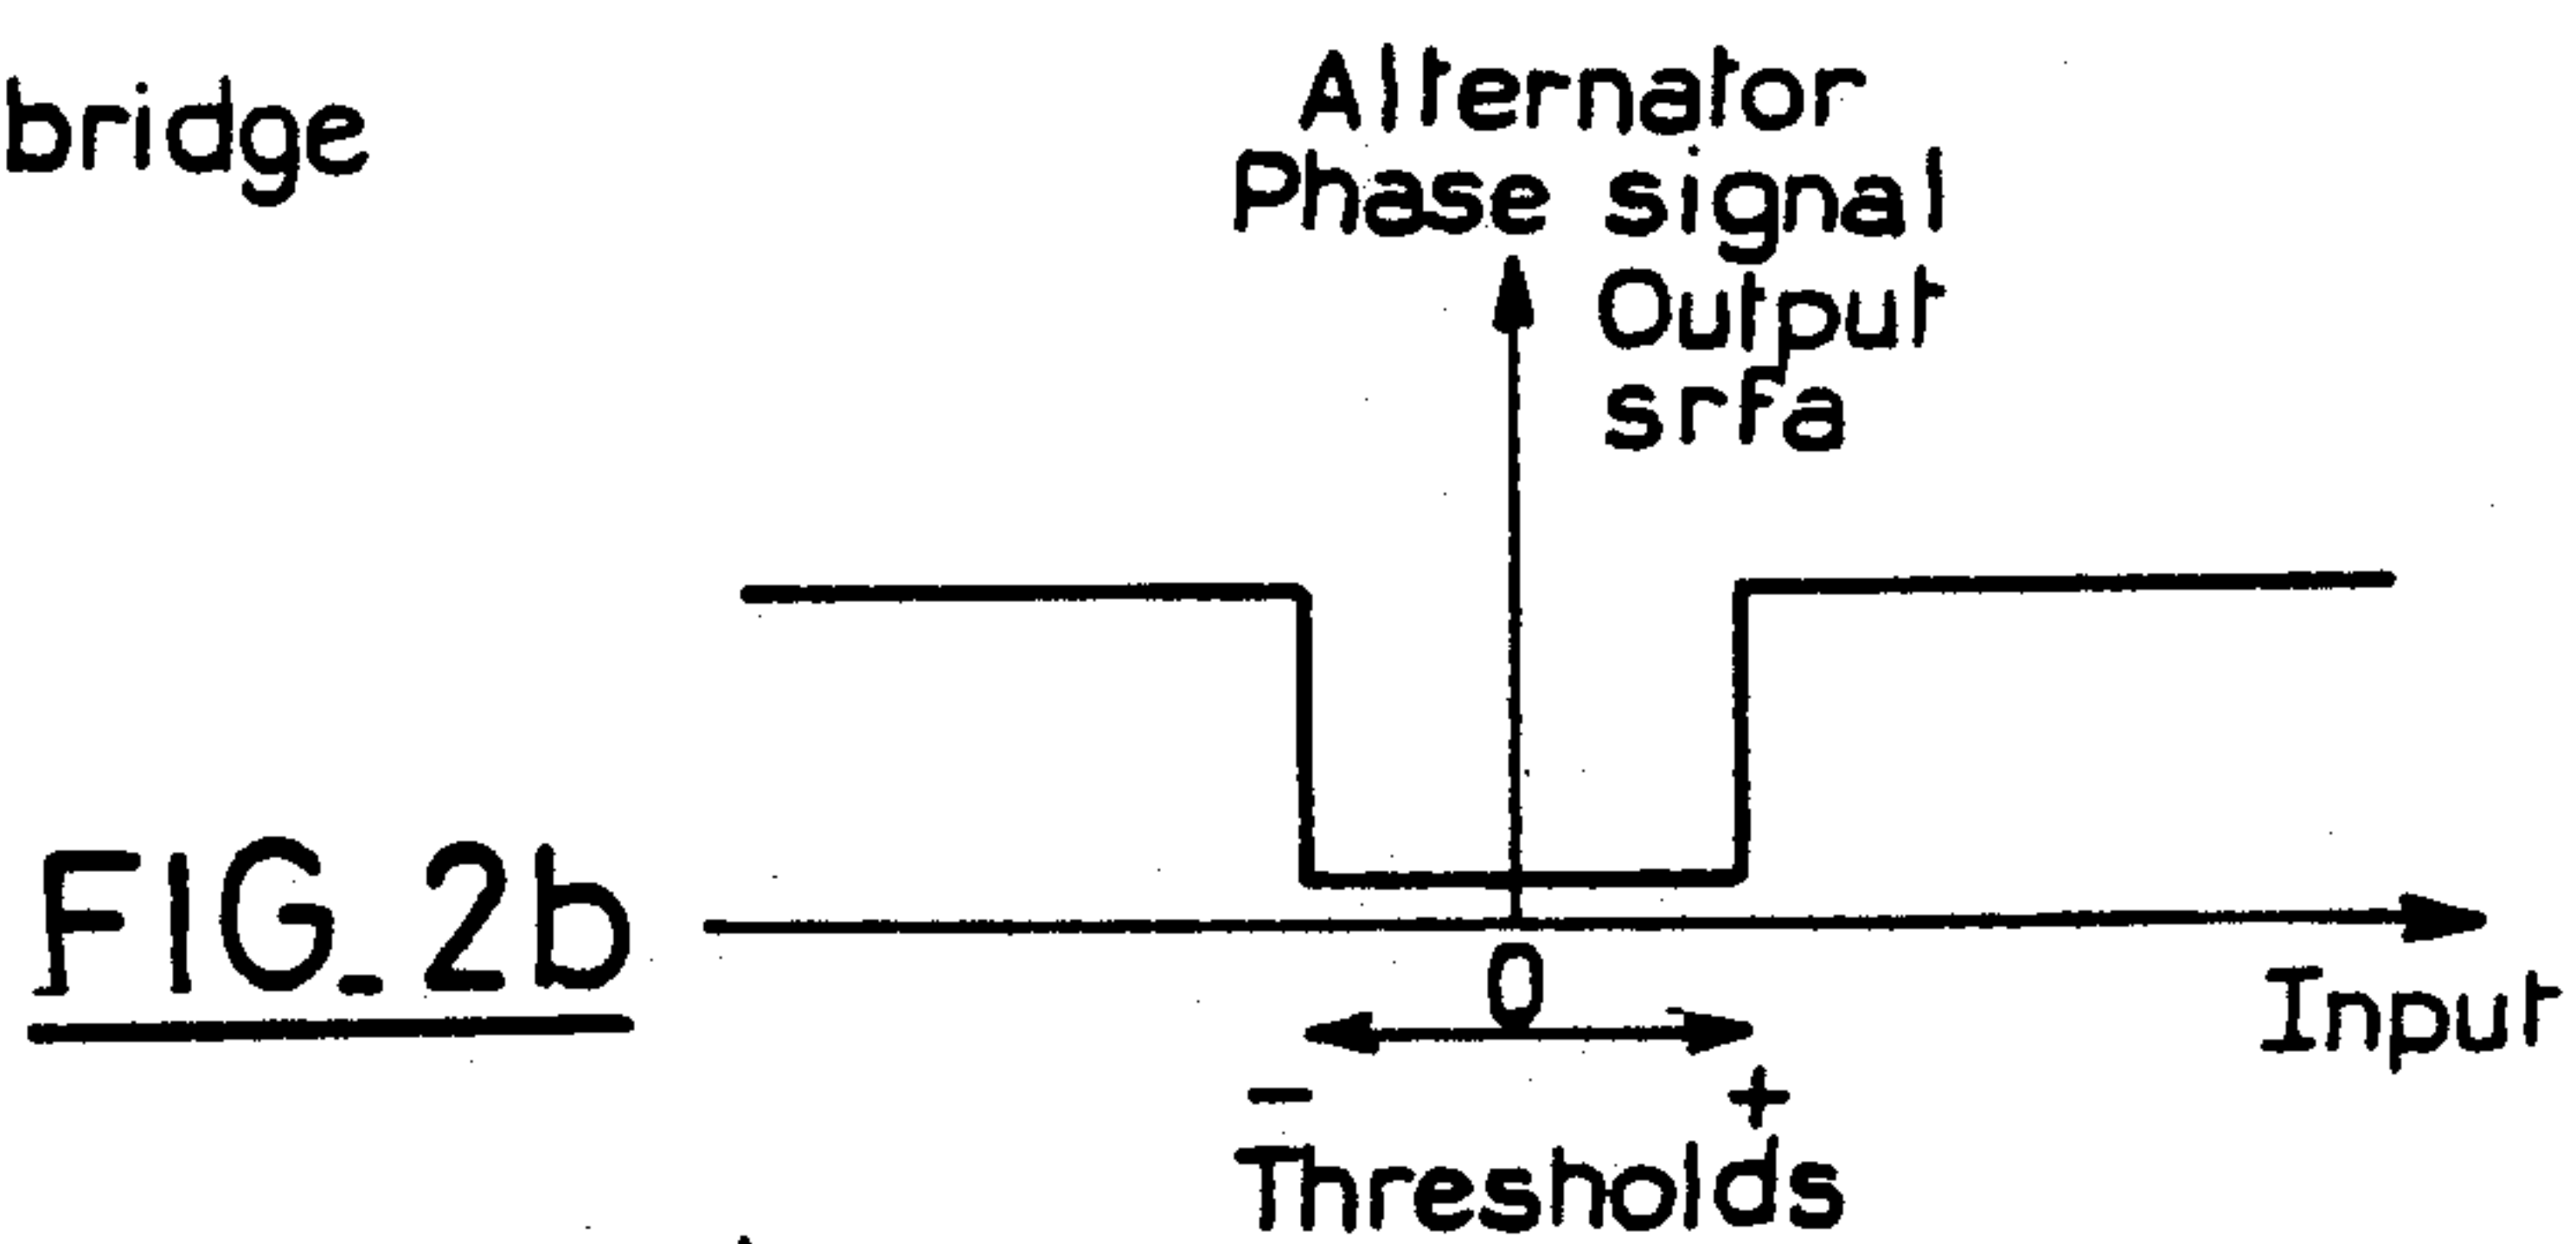 bridge
Alternator
Phase signal
Output
srfa
FIG_2b
0
Input
- +
Thresholds